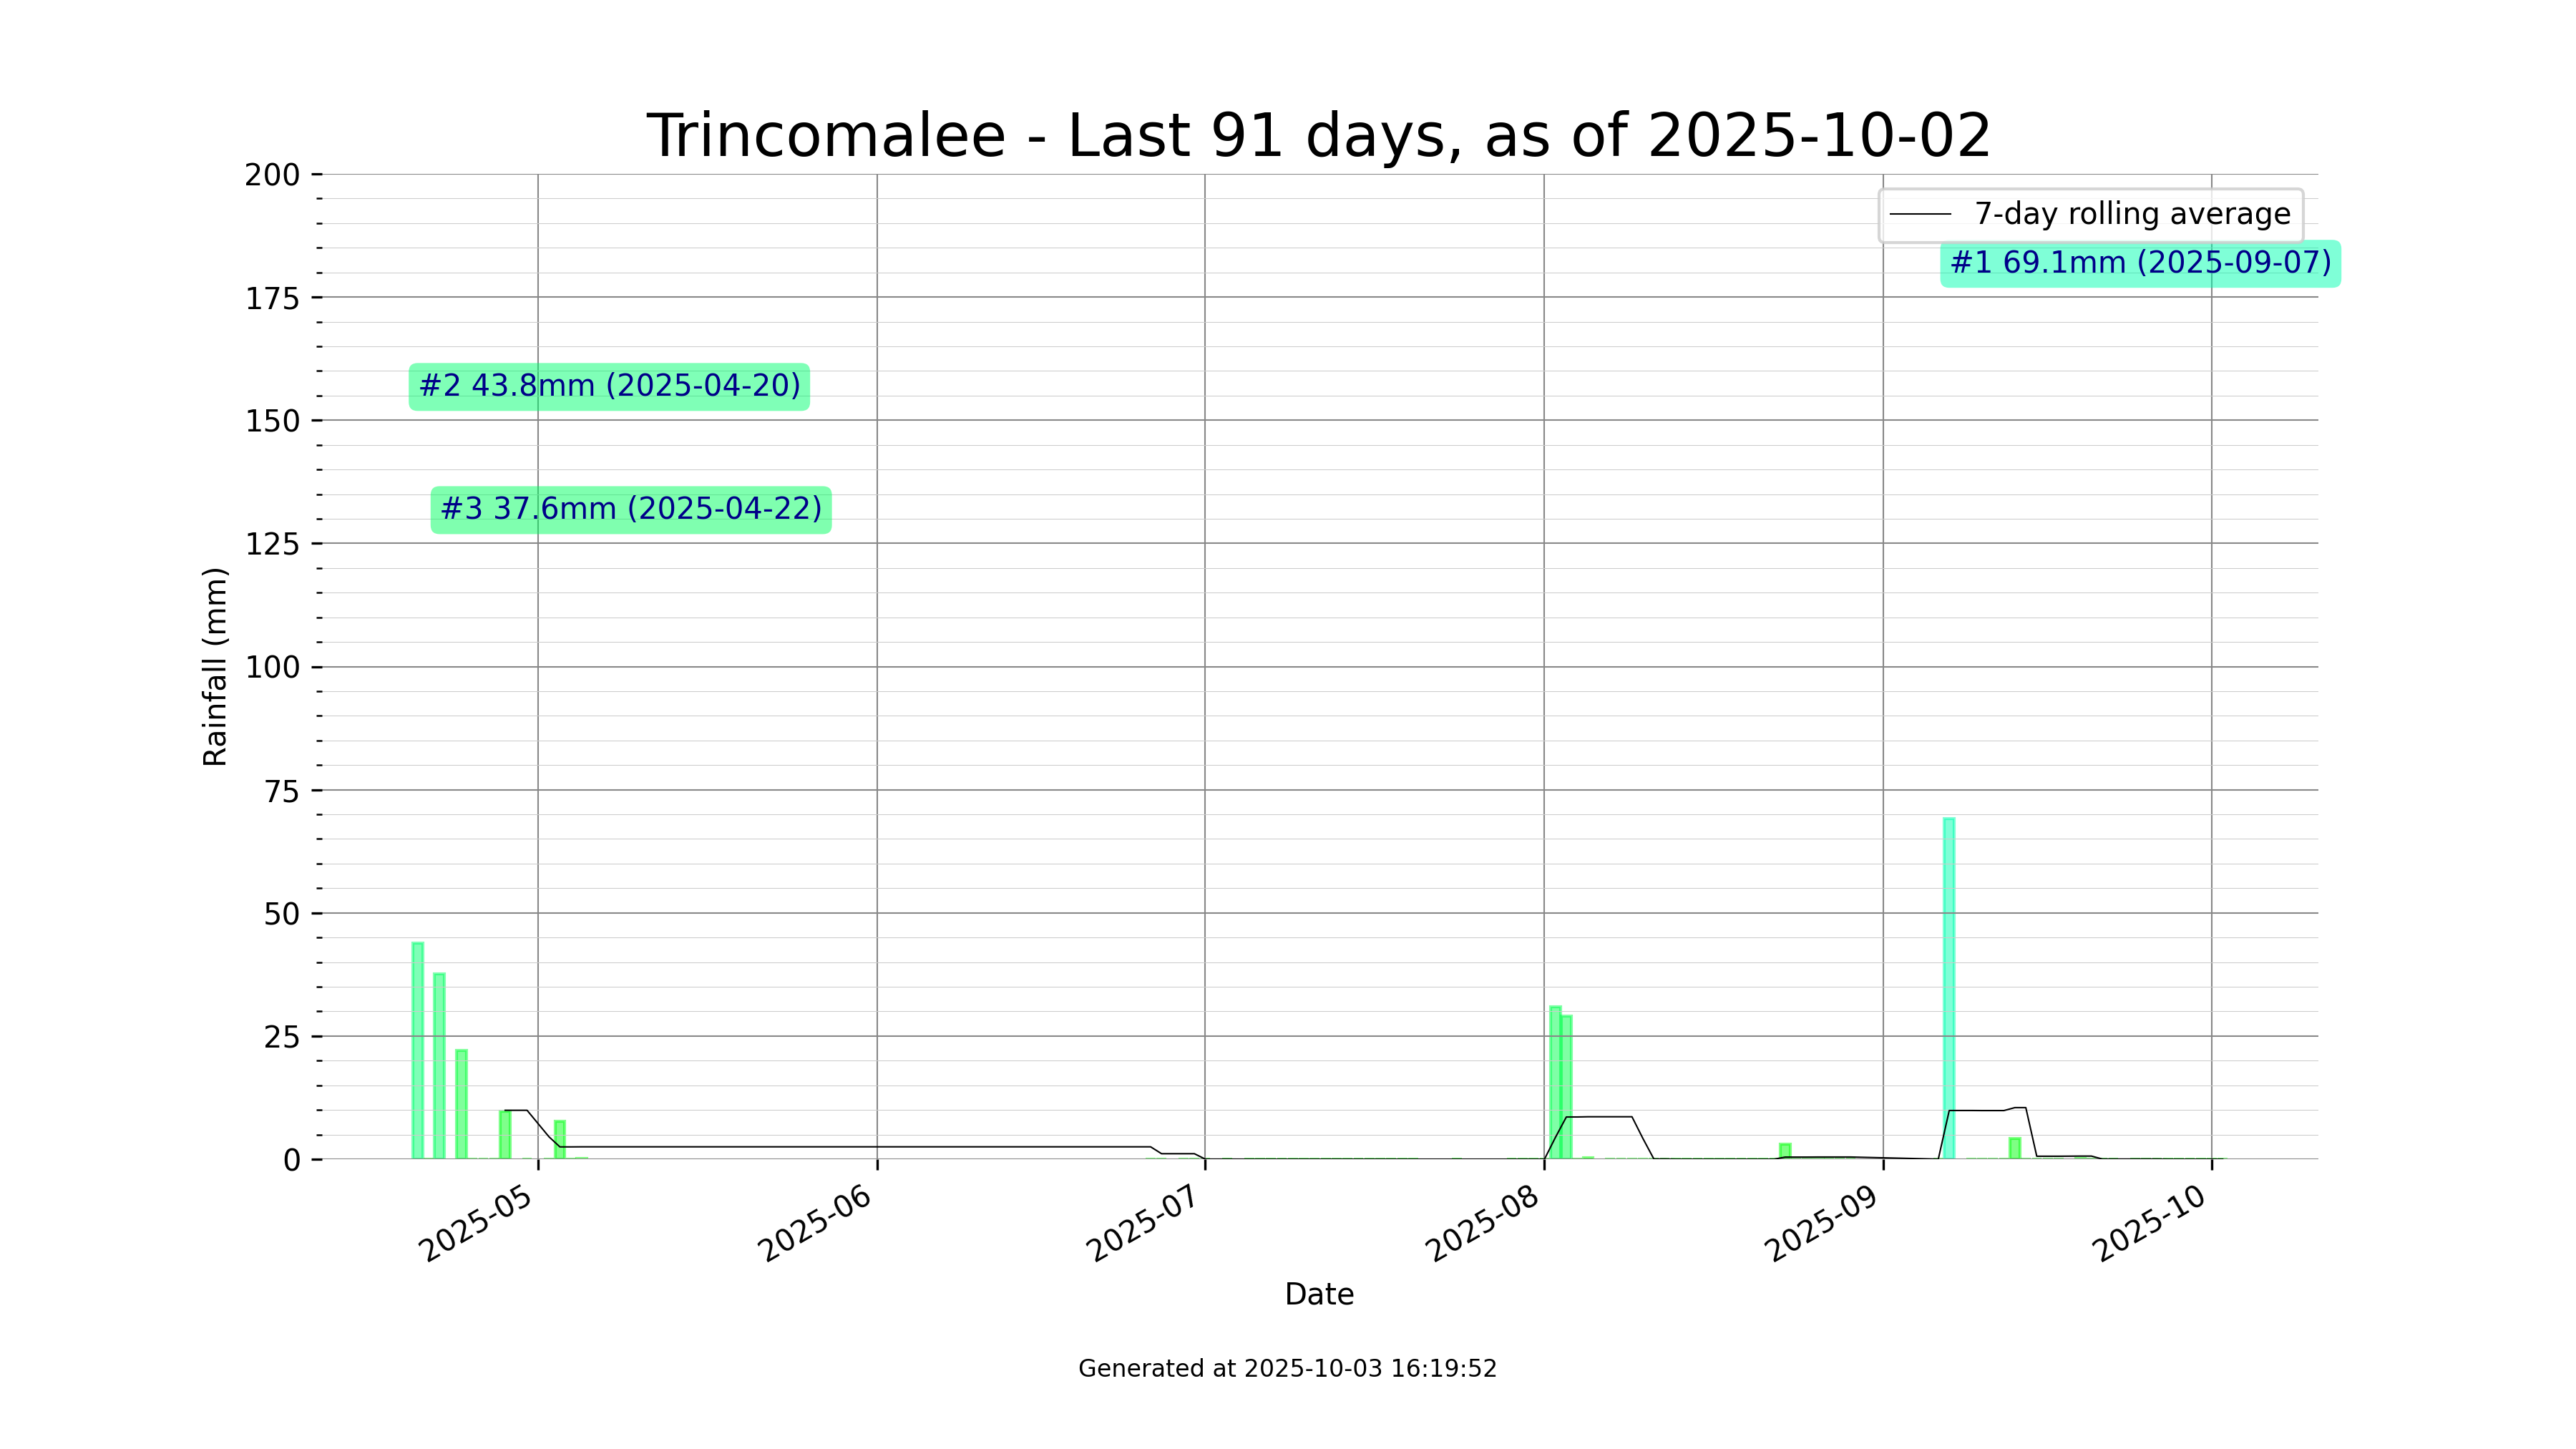 Trincomalee - Last 91 days, as of 2025-10-02
200
175
150
125
100
75
50
25
0
Rainfall (mm)
7-day rolling average
#1 69.1mm (2025-09-07)
#2 43.8mm (2025-04-20)
#3 37.6mm (2025-04-22)
2025-05
2025-06
2025-07
2025-08
2025-09
2025-10
Date
Generated at 2025-10-03 16:19:52